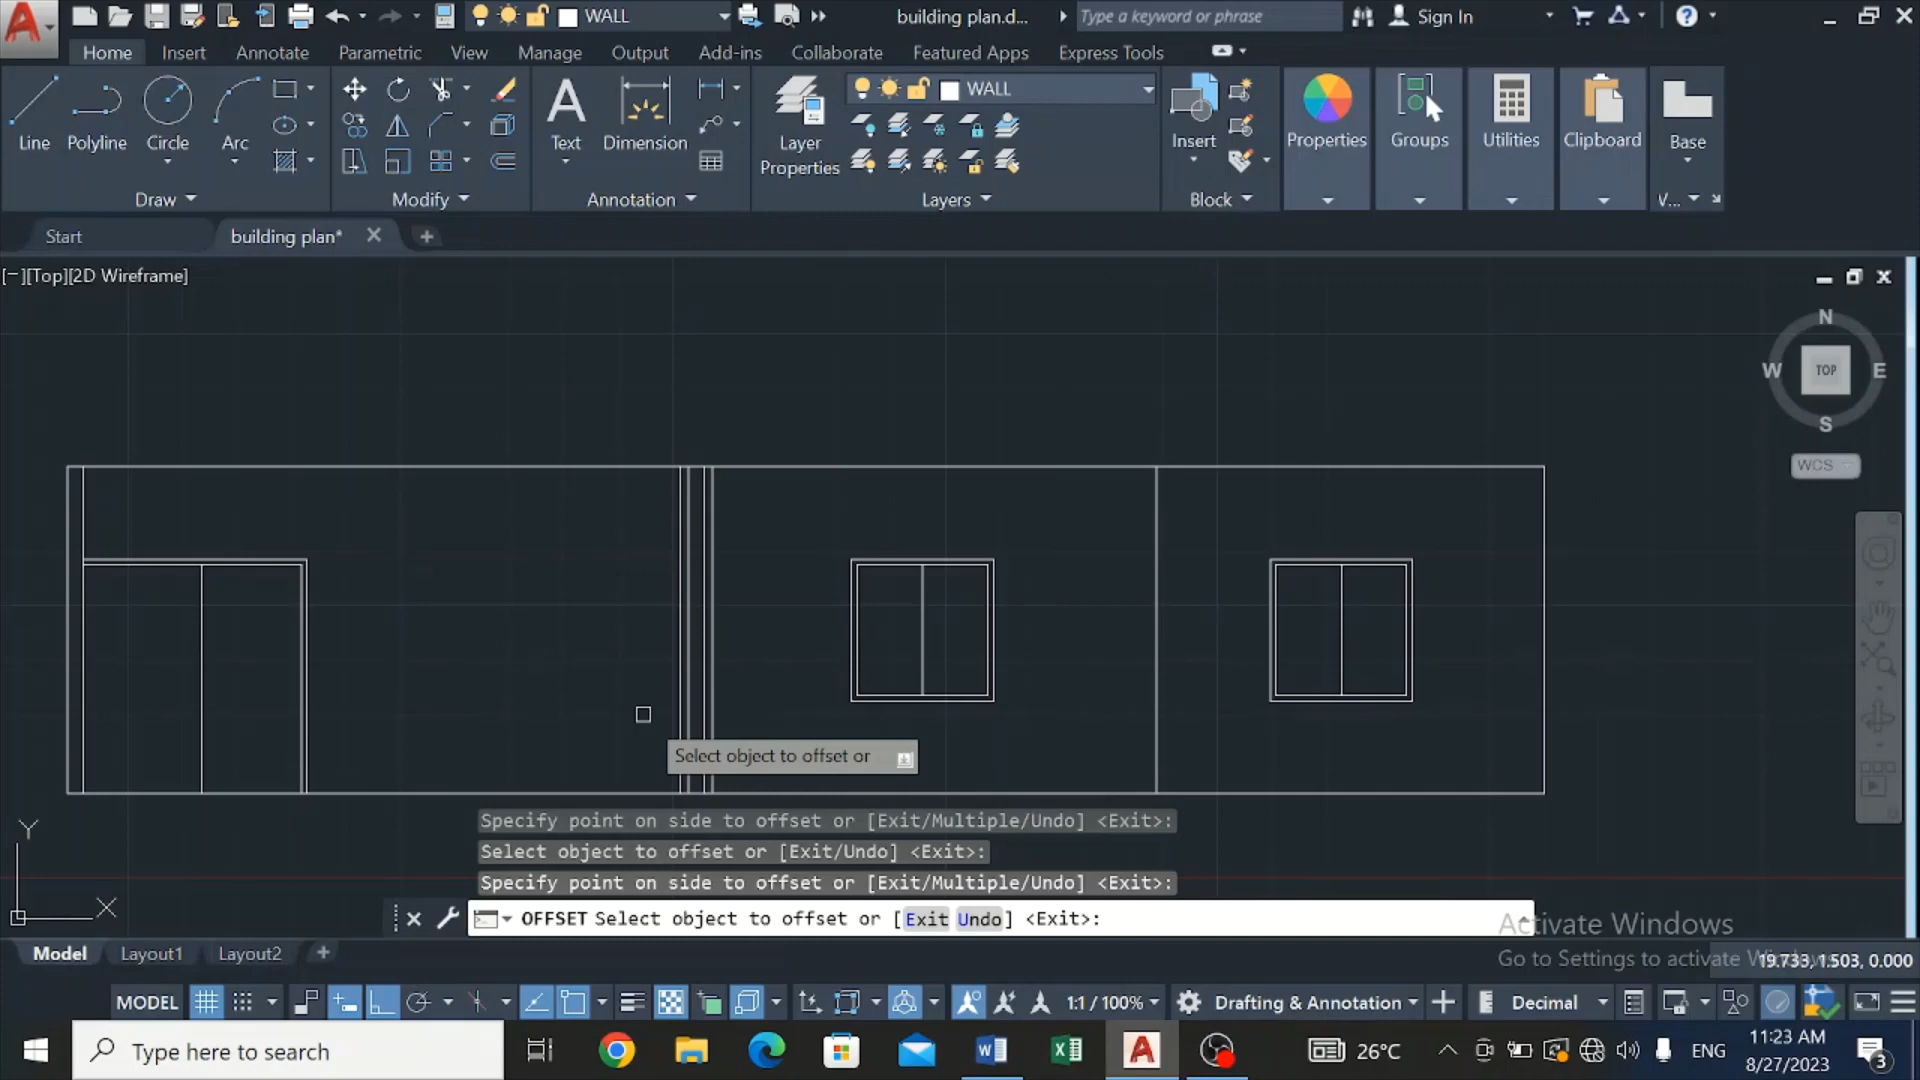 WALL
building plan.d...
Type a keyword or phrase
Sign In
Home
Insert
Annotate
Parametric
View
Manage
Output
Add-ins
Collaborate
Featured Apps
Express Tools
WALL
Line
Polyline
Circle
Arc
Text
Dimension
Layer
Properties
Insert
Properties
Groups
Utilities
Clipboard
Base
Draw
Modify
Annotation
Layers
Block
V...
Start
building plan*
[−][Top][2D Wireframe]
N
W
TOP
E
S
WCS
Select object to offset or
Specify point on side to offset or [Exit/Multiple/Undo] <Exit>:
Select object to offset or [Exit/Undo] <Exit>:
Specify point on side to offset or [Exit/Multiple/Undo] <Exit>:
OFFSET Select object to offset or [Exit Undo] <Exit>:
Y
X
Activate Windows
Go to Settings to activate
19.733, 1.503, 0.000
Model
Layout1
Layout2
MODEL
1:1 / 100%
Drafting & Annotation
Decimal
Type here to search
26°C
ENG
11:23 AM
8/27/2023
3